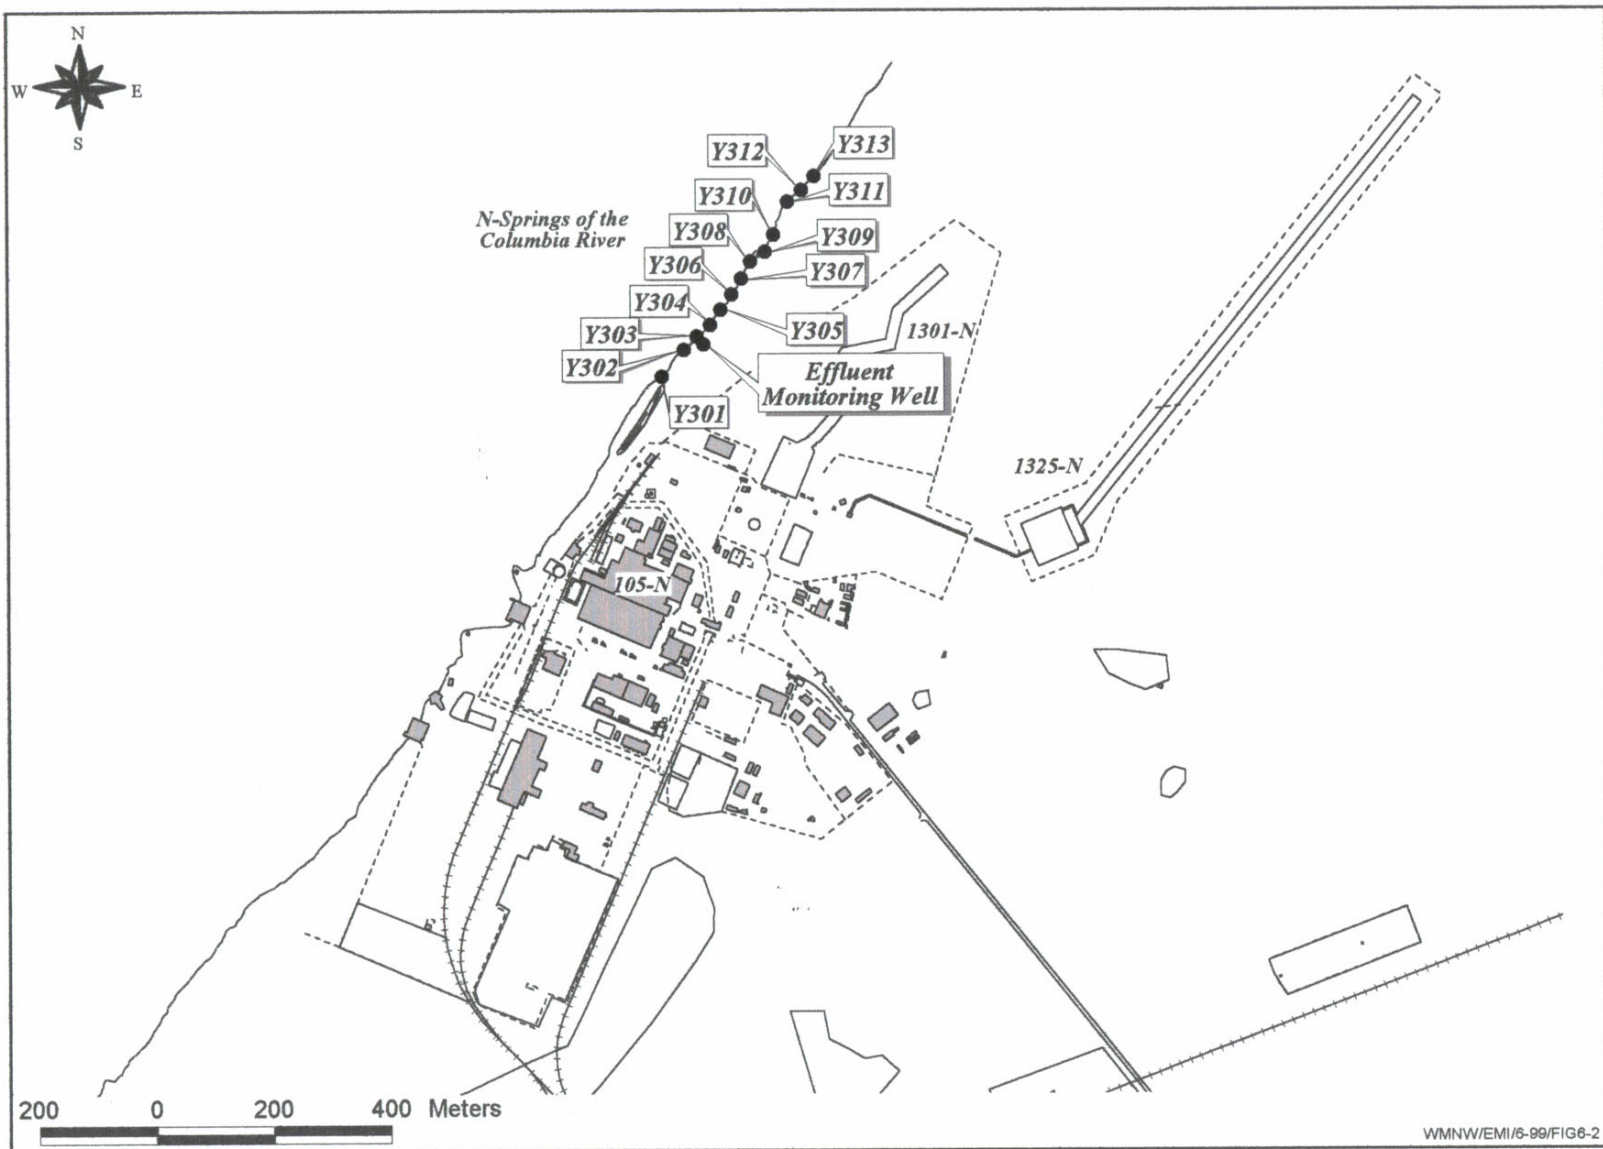 N
W
E
S
Y312
Y313
Y310
Y311
N-Springs of the
Columbia River
Y308
Y309
Y306
Y307
Y304
Y305
1301-N
Y303
Y302
Effluent
Monitoring Well
Y301
1325-N
105-N
200 0 200 400 Meters
WMNW/EMI/6-99/FIG6-2